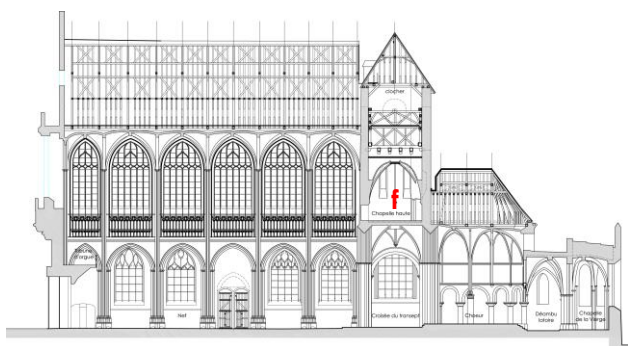 clocher
f
Chapelle haute
Tribune
d'orgue
Nef
Croisée du transept
Chœur
Déambu
latoire
Chapelle
de la Vierge